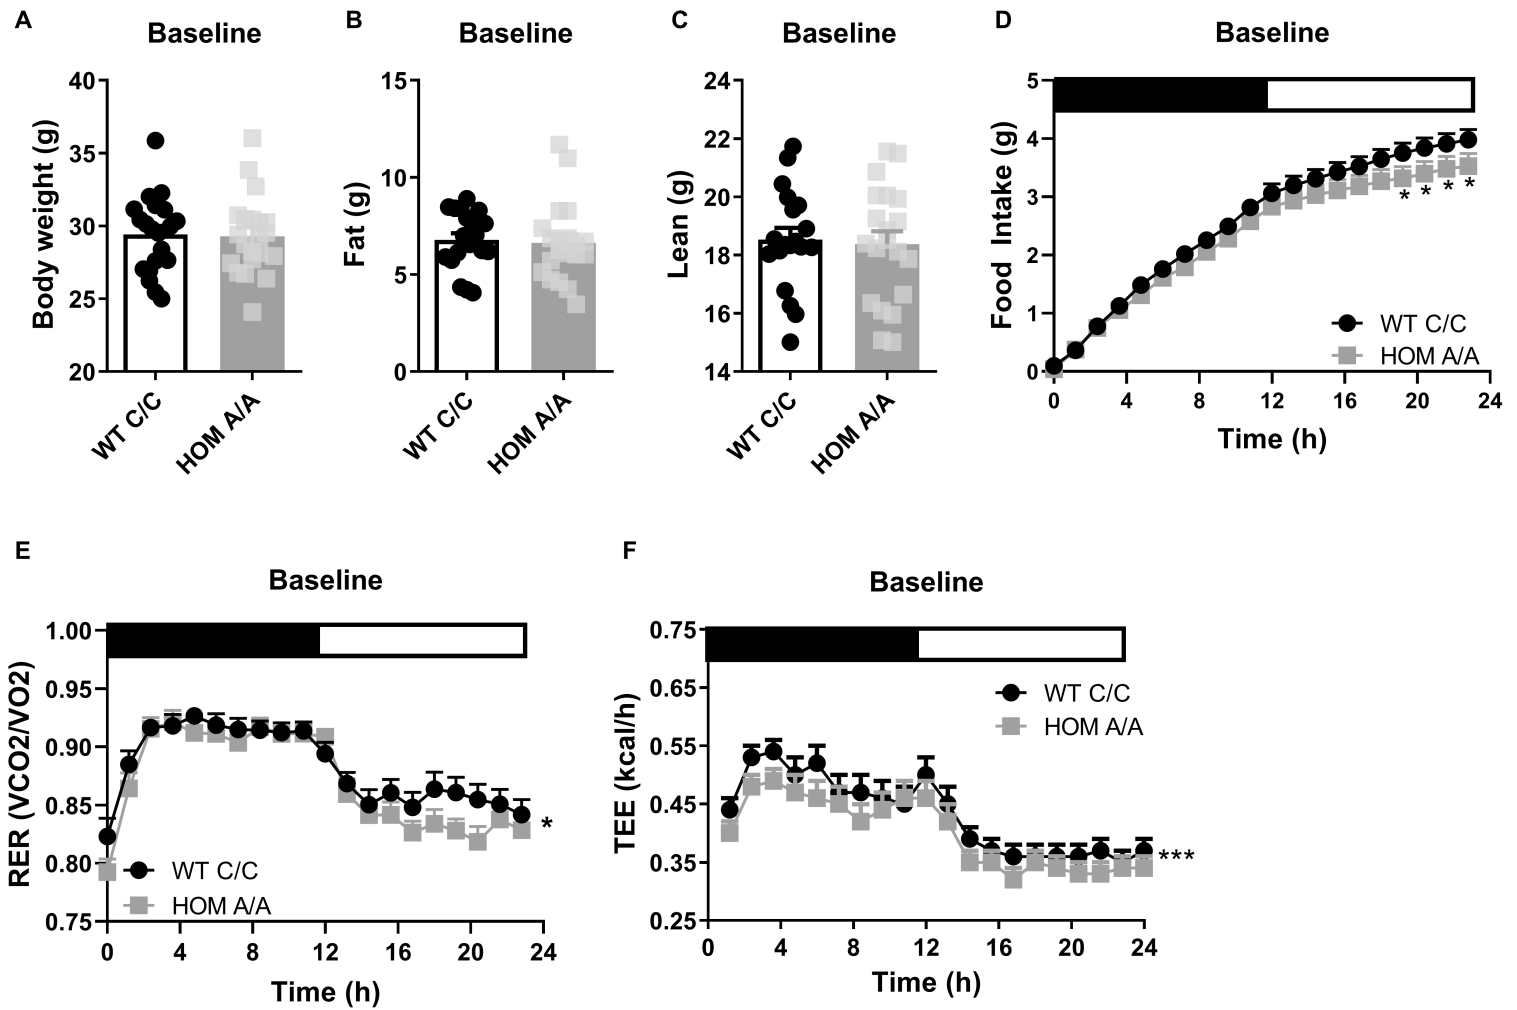 A
Baseline
Body weight (g)
40
35
30
25
20
WT C/C
HOM A/A
B
Baseline
Fat (g)
15
10
5
0
WT C/C
HOM A/A
C
Baseline
Lean (g)
24
22
20
18
16
14
WT C/C
HOM A/A
D
Baseline
Food Intake (g)
5
4
3
2
1
0
* * * *
WT C/C
HOM A/A
0 4 8 12 16 20 24
Time (h)
E
Baseline
RER (VCO2/VO2)
1.00
0.95
0.90
0.85
0.80
0.75
*
WT C/C
HOM A/A
0 4 8 12 16 20 24
Time (h)
F
Baseline
TEE (kcal/h)
0.75
0.65
0.55
0.45
0.35
0.25
WT C/C
HOM A/A
***
0 4 8 12 16 20 24
Time (h)